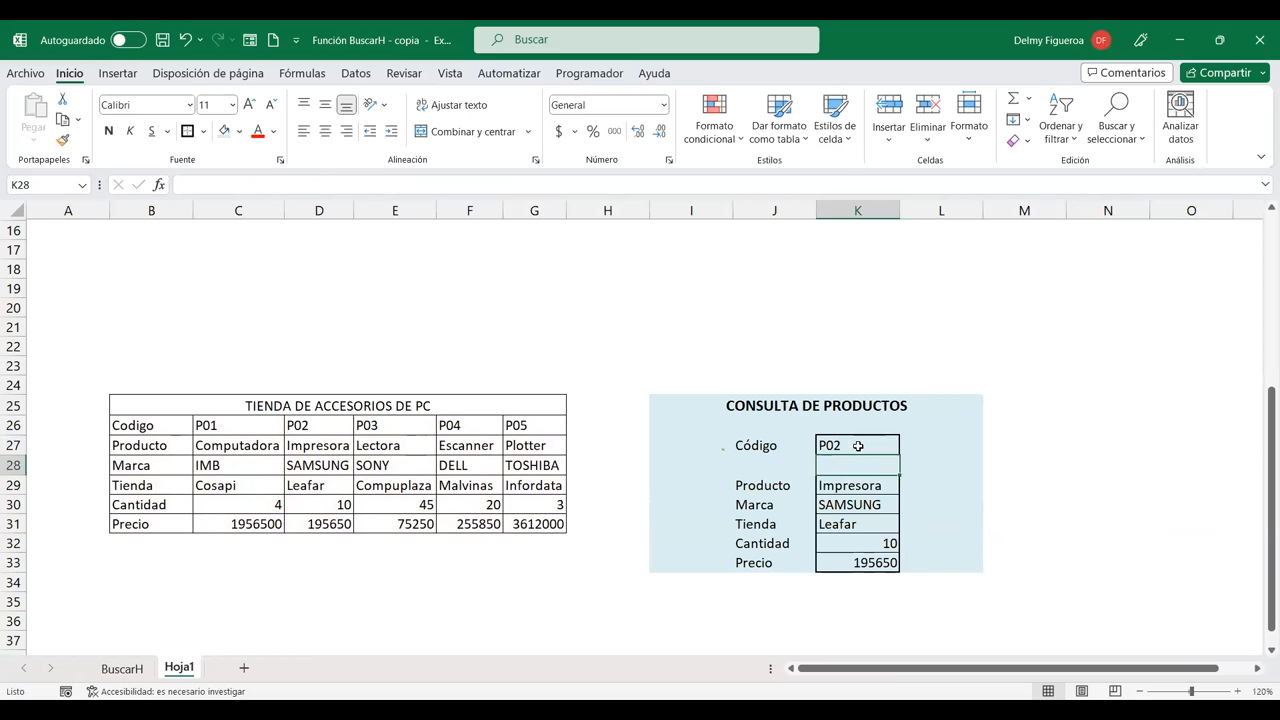 Autoguardado Función BuscarH - copia - Ex... Buscar Delmy Figueroa DF
Archivo Inicio Insertar Disposición de página Fórmulas Datos Revisar Vista Automatizar Programador Ayuda Comentarios Compartir
Pegar
Portapapeles
Calibri 11
N K S
Fuente
Ajustar texto
Combinar y centrar
Alineación
General
$ % 000
Número
Formato condicional
Dar formato como tabla
Estilos de celda
Estilos
Insertar
Eliminar
Formato
Celdas
Ordenar y filtrar
Buscar y seleccionar
Edición
Analizar datos
Análisis
K28 fx
A B C D E F G H I J K L M N O
16
17
18
19
20
21
22
23
24
25 TIENDA DE ACCESORIOS DE PC CONSULTA DE PRODUCTOS
26 Codigo P01 P02 P03 P04 P05
27 Producto Computadora Impresora Lectora Escanner Plotter Código P02
28 Marca IMB SAMSUNG SONY DELL TOSHIBA
29 Tienda Cosapi Leafar Compuplaza Malvinas Infordata Producto Impresora
30 Cantidad 4 10 45 20 3 Marca SAMSUNG
31 Precio 1956500 195650 75250 255850 3612000 Tienda Leafar
32 Cantidad 10
33 Precio 195650
34
35
36
37
BuscarH Hoja1
Listo Accesibilidad: es necesario investigar 120%